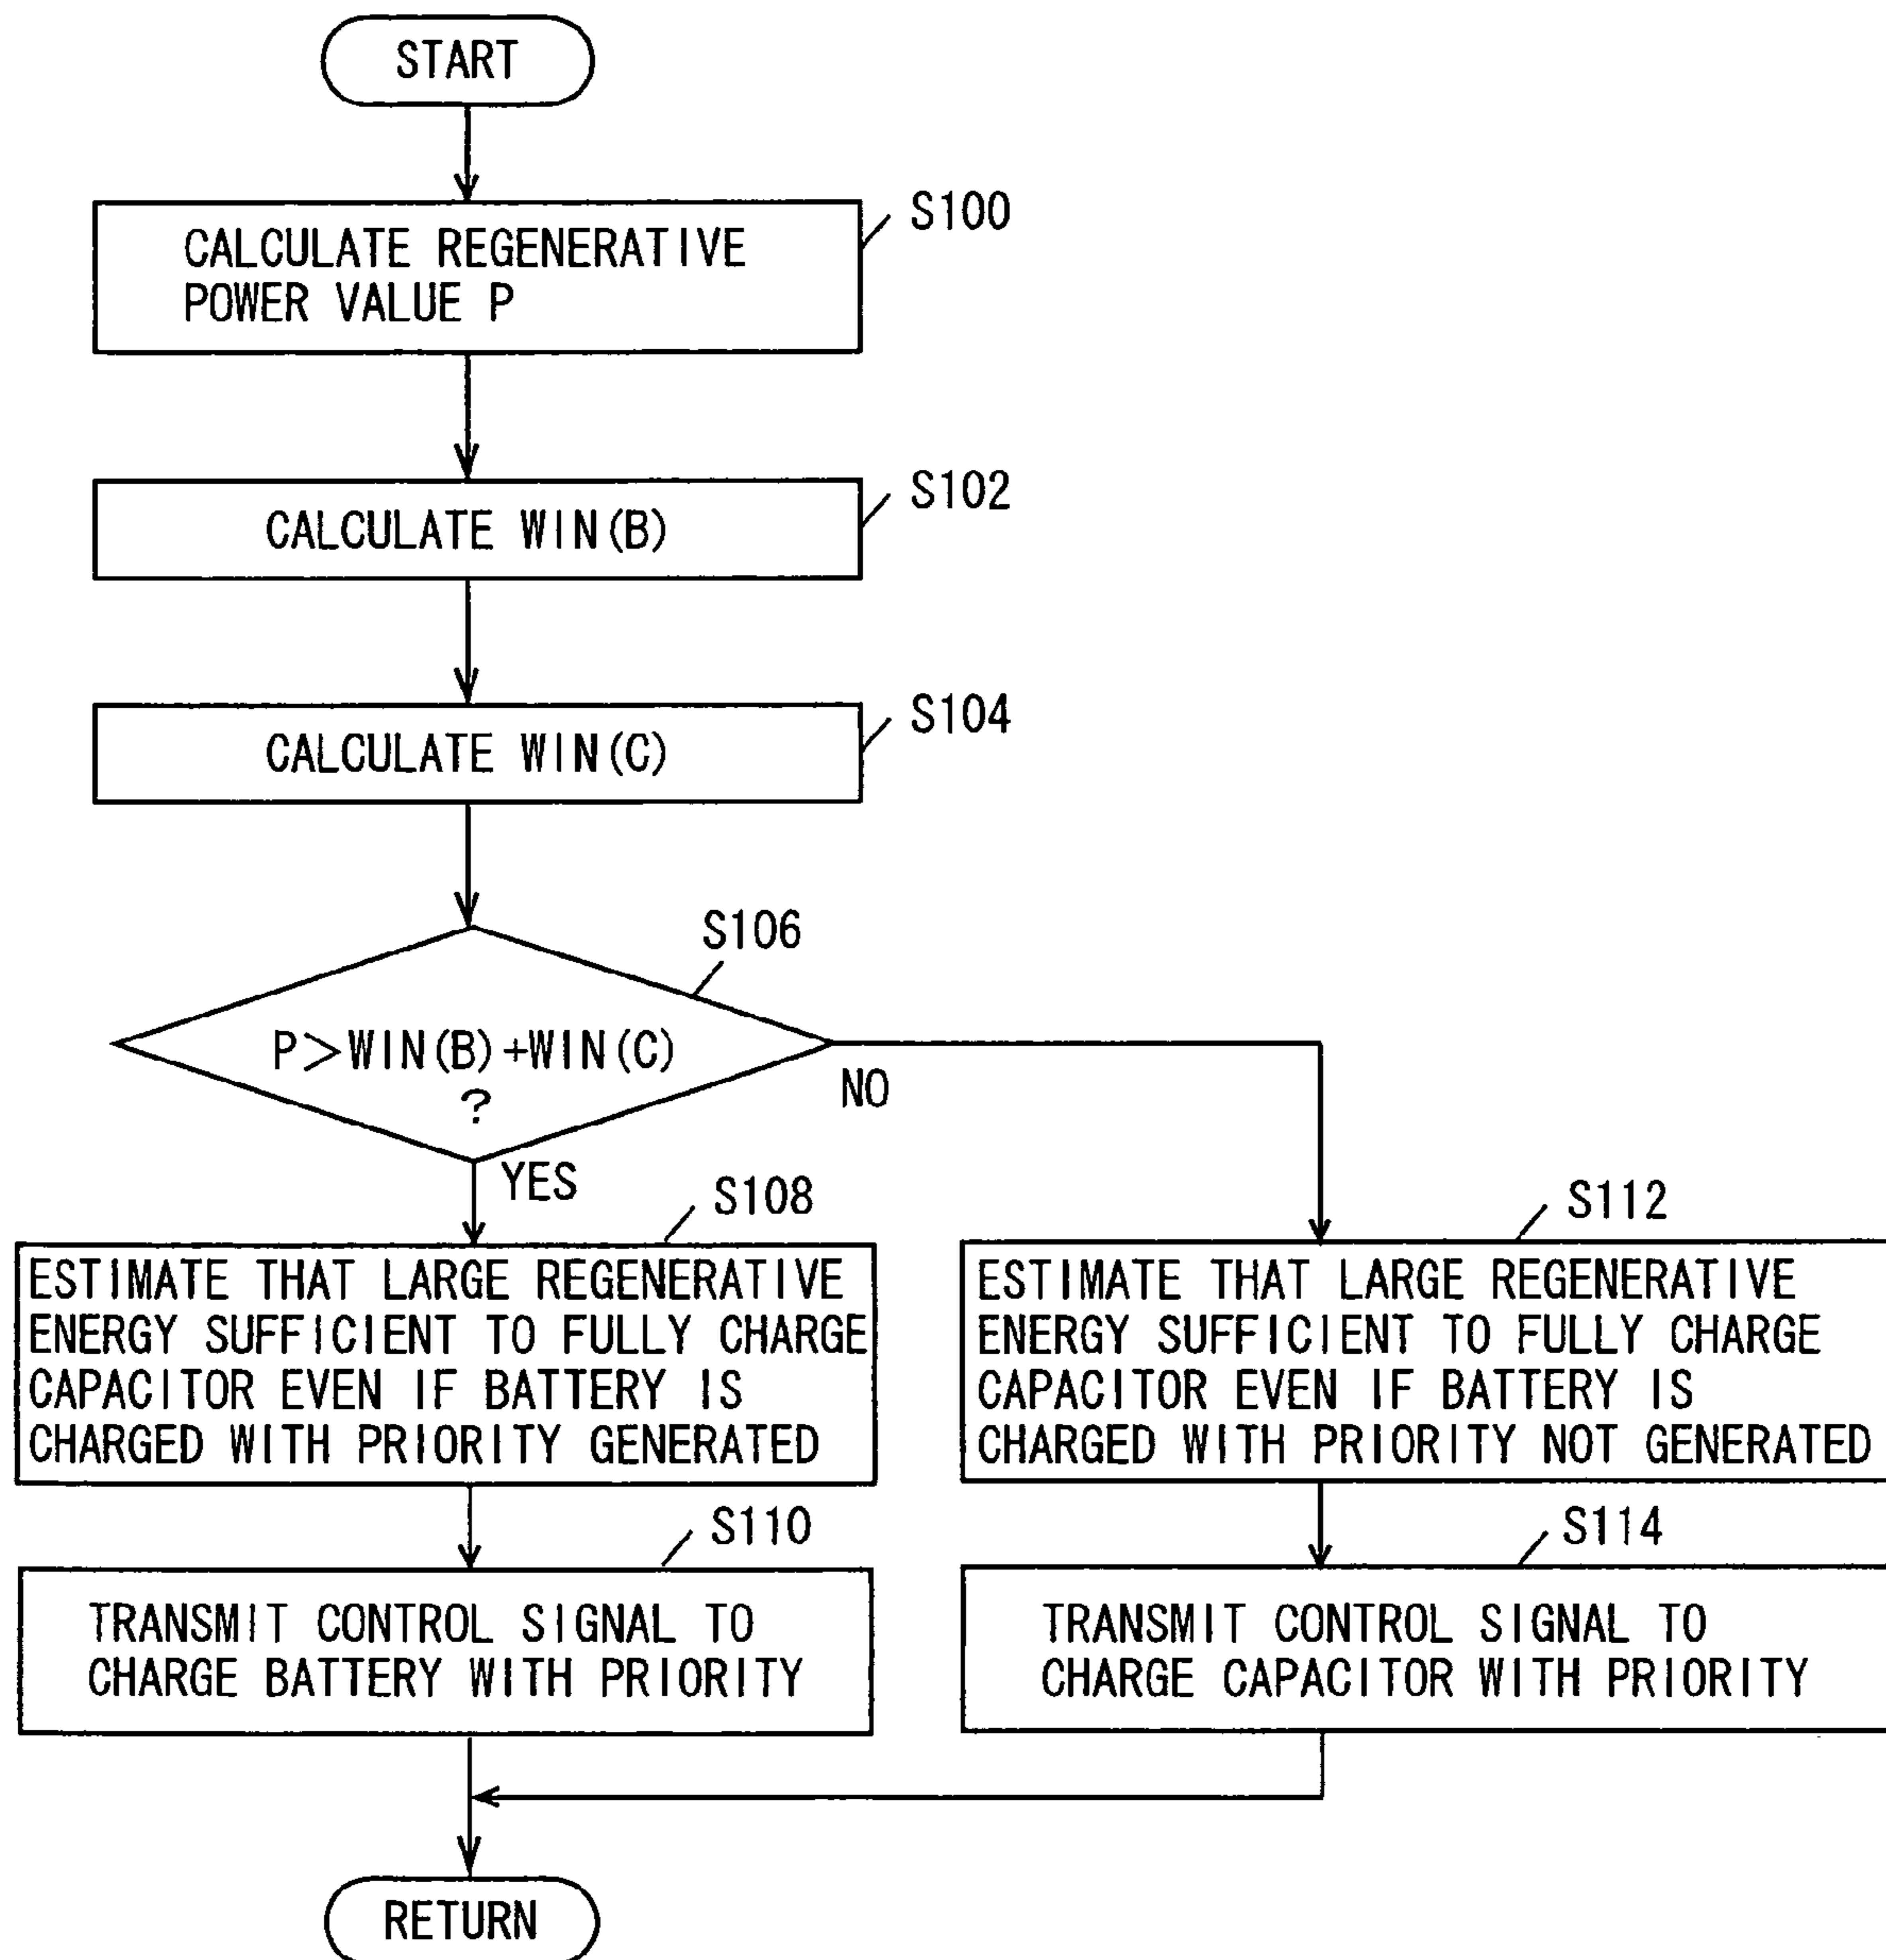 START
S100
CALCULATE REGENERATIVE
POWER VALUE P
S102
CALCULATE WIN(B)
S104
CALCULATE WIN(C)
S106
P>WIN(B)+WIN(C)
?
NO
YES
S108
ESTIMATE THAT LARGE REGENERATIVE
ENERGY SUFFICIENT TO FULLY CHARGE
CAPACITOR EVEN IF BATTERY IS
CHARGED WITH PRIORITY GENERATED
S112
ESTIMATE THAT LARGE REGENERATIVE
ENERGY SUFFICIENT TO FULLY CHARGE
CAPACITOR EVEN IF BATTERY IS
CHARGED WITH PRIORITY NOT GENERATED
S110
TRANSMIT CONTROL SIGNAL TO
CHARGE BATTERY WITH PRIORITY
S114
TRANSMIT CONTROL SIGNAL TO
CHARGE CAPACITOR WITH PRIORITY
RETURN